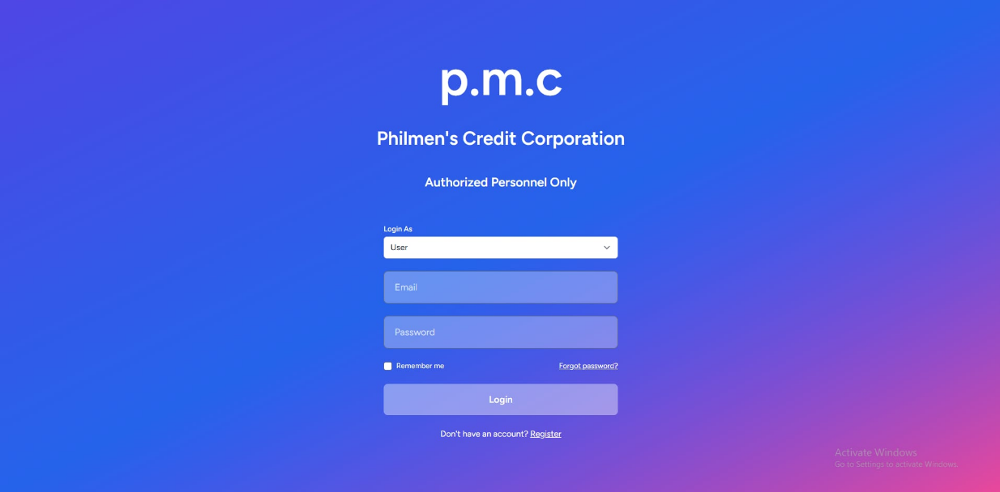 p.m.c
Philmen's Credit Corporation
Authorized Personnel Only
Login As
User
Email
Password
Remember me
Forgot password?
Login
Don't have an account? Register
Activate Windows
Go to Settings to activate Windows.